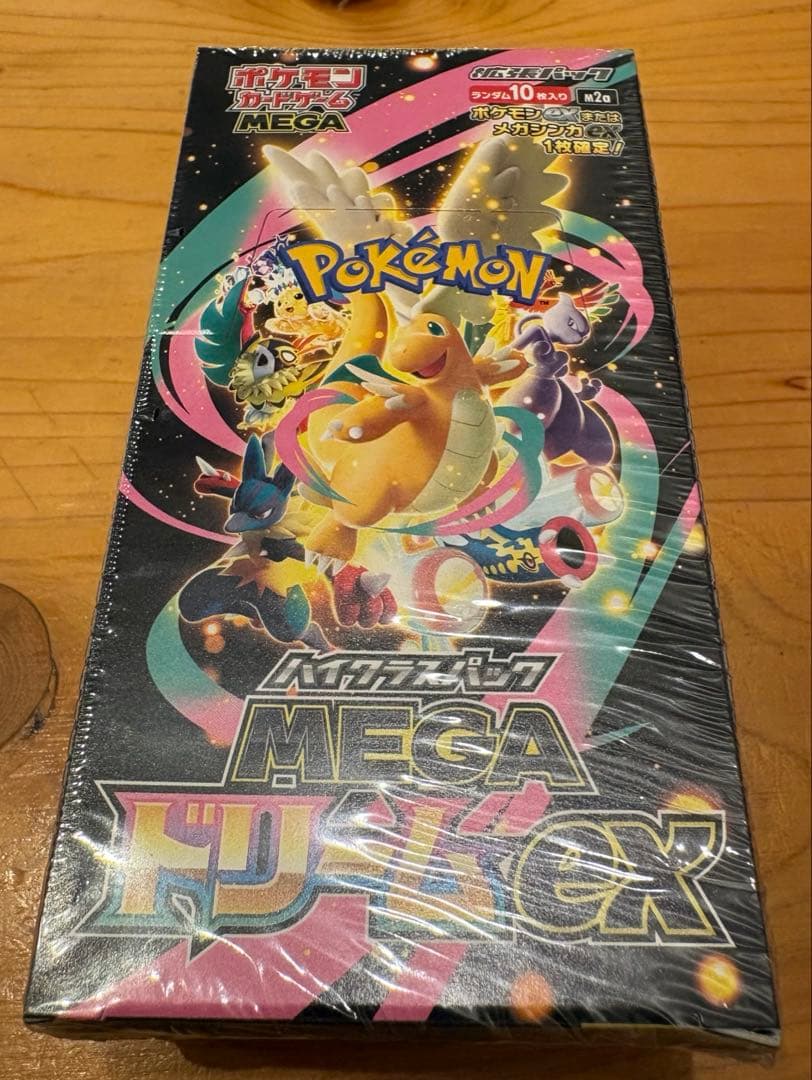 ポケモン
カードゲーム
MEGA
拡張パック
ランダム10枚入り
M2a
ポケモンexまたは
メガシンカex
1枚確定!
POKÉMON
TM
ハイクラスパック
MEGA
ドリームex